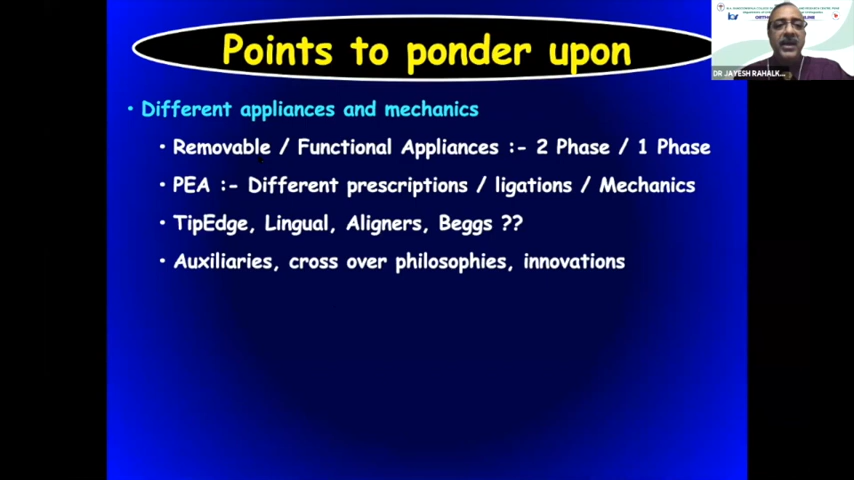 Points to ponder upon
DR JAYESH RAHALK...
• Different appliances and mechanics
• Removable / Functional Appliances :- 2 Phase / 1 Phase
• PEA :- Different prescriptions / ligations / Mechanics
• TipEdge, Lingual, Aligners, Beggs ??
• Auxiliaries, cross over philosophies, innovations